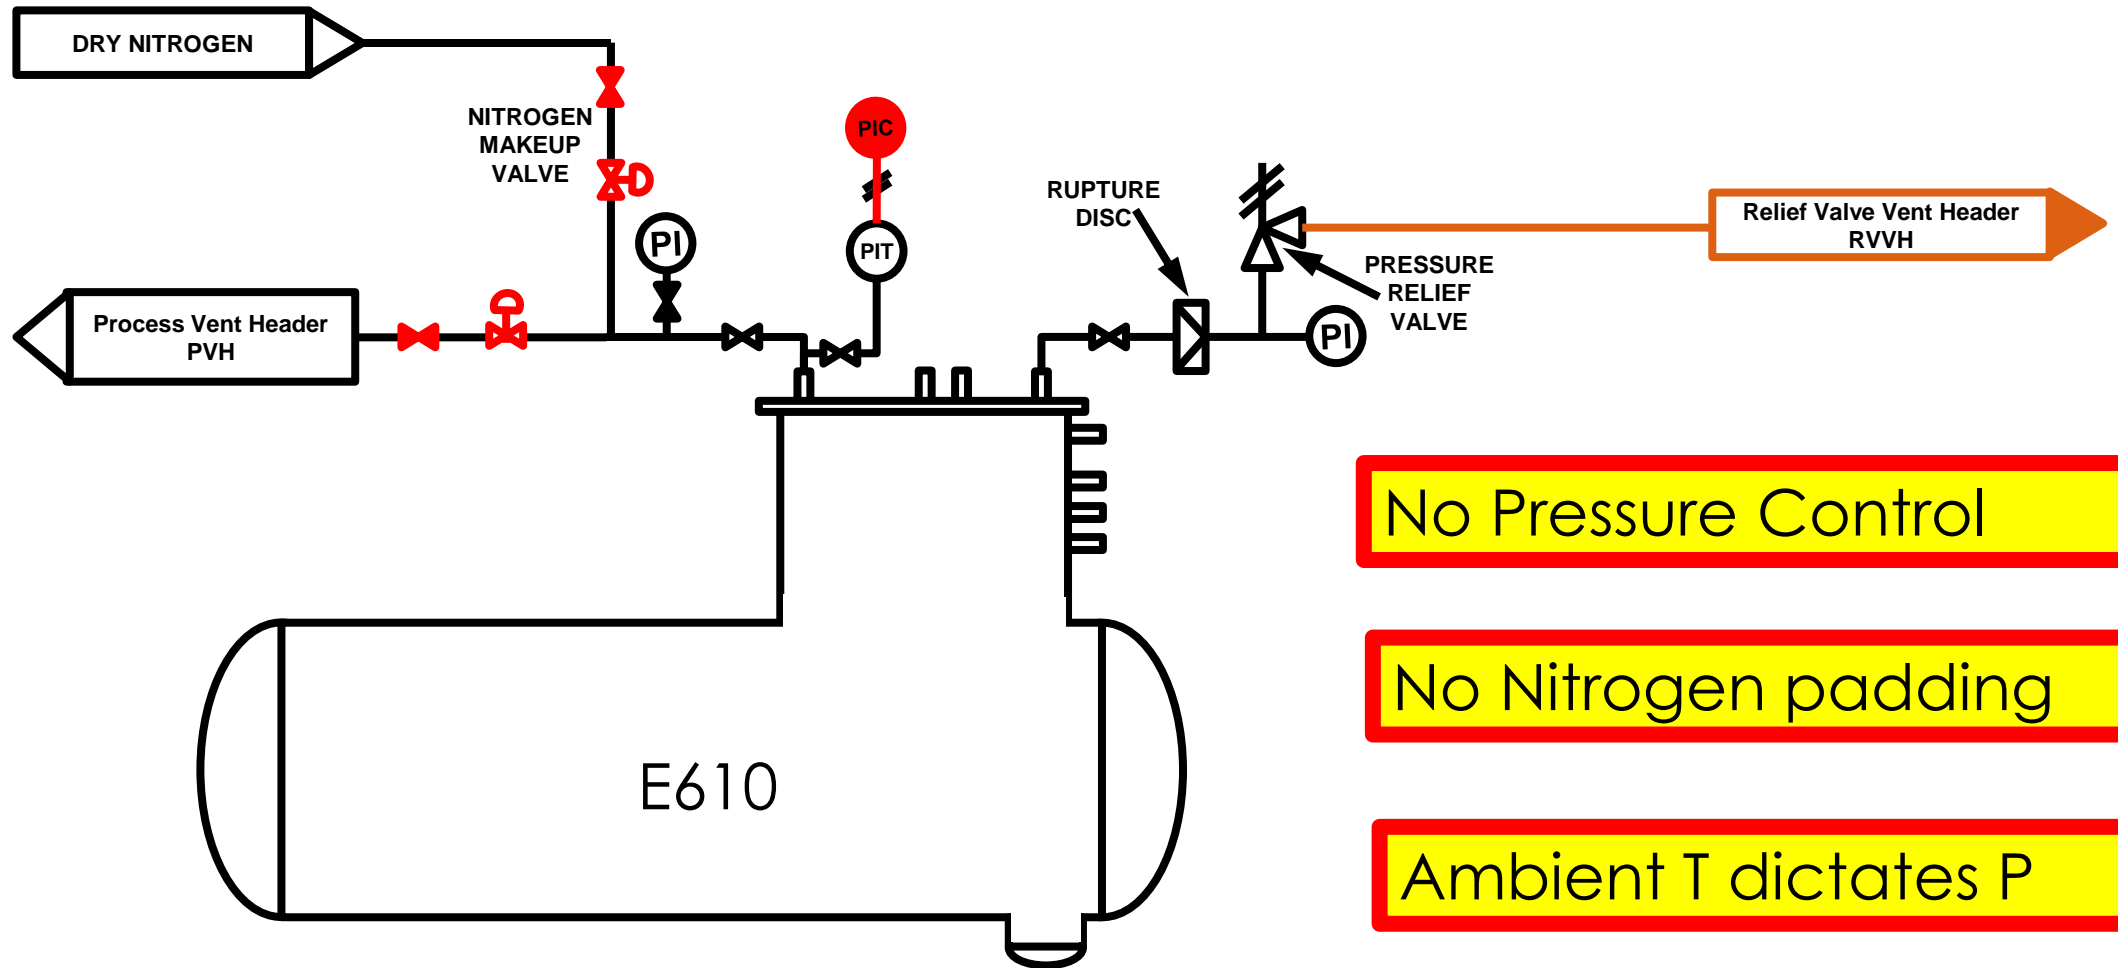 DRY NITROGEN
NITROGEN
MAKEUP
VALVE
PIC
PI
PIT
RUPTURE
DISC
PRESSURE
RELIEF
VALVE
Relief Valve Vent Header
RVVH
Process Vent Header
PVH
PI
No Pressure Control
No Nitrogen padding
E610
Ambient T dictates P